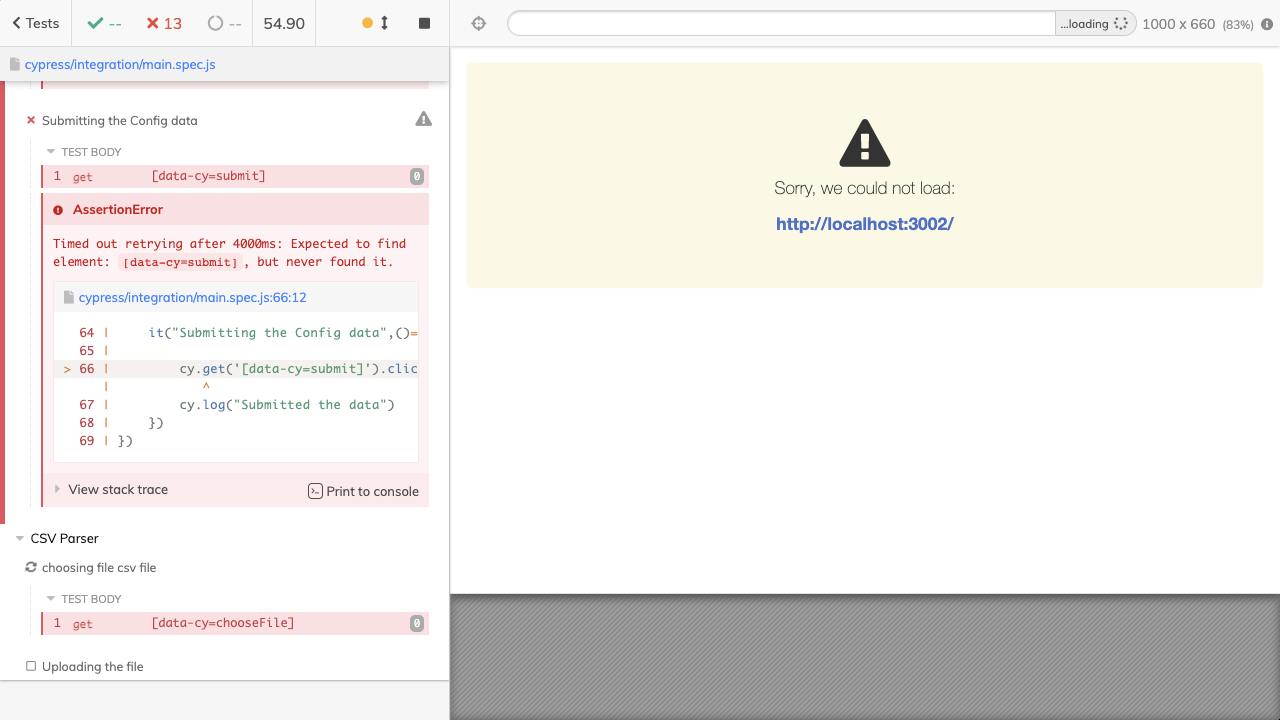 Tests
--
13
--
54.90
...loading
1000 x 660 (83%)
cypress/integration/main.spec.js
Submitting the Config data
TEST BODY
1 get [data-cy=submit] 0
AssertionError
Timed out retrying after 4000ms: Expected to find
element: [data-cy=submit], but never found it.
cypress/integration/main.spec.js:66:12
64 | it("Submitting the Config data",()=
65 |
> 66 | cy.get('[data-cy=submit]').clic
| ^
67 | cy.log("Submitted the data")
68 | })
69 | })
View stack trace
Print to console
CSV Parser
choosing file csv file
TEST BODY
1 get [data-cy=chooseFile] 0
Uploading the file
Sorry, we could not load:
http://localhost:3002/